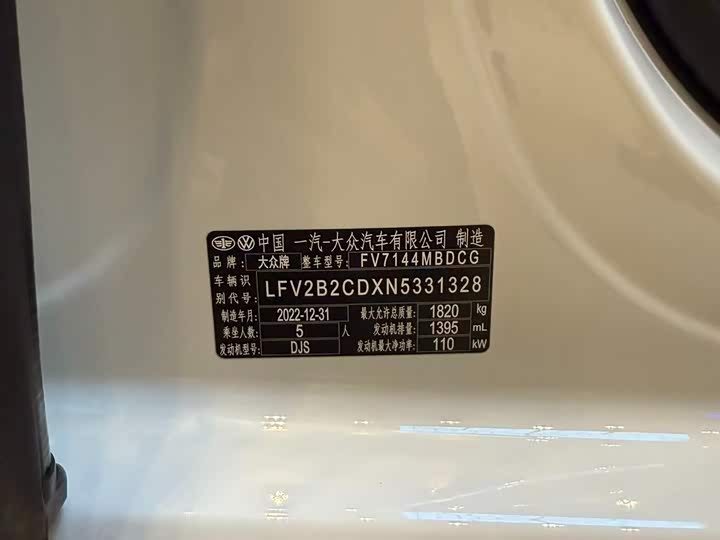 中国 一汽-大众汽车有限公司 制造
品牌: 大众牌 整车型号: FV7144MBDCG
车辆识别代号: LFV2B2CDXN5331328
制造年月: 2022-12-31 最大允许总质量: 1820 kg
乘坐人数: 5 人 发动机排量: 1395 mL
发动机型号: DJS 发动机最大净功率: 110 kW